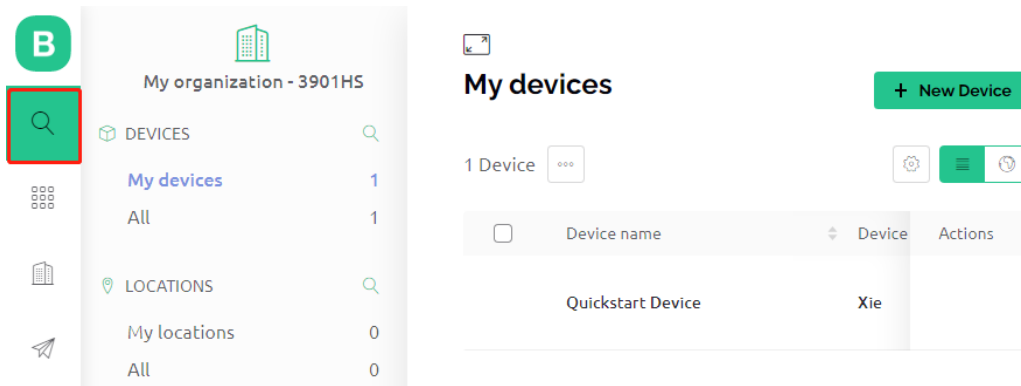 B
My organization - 3901HS
DEVICES
My devices 1
All 1
LOCATIONS
My locations 0
All 0
My devices
+ New Device
1 Device
Device name Device Actions
Quickstart Device Xie